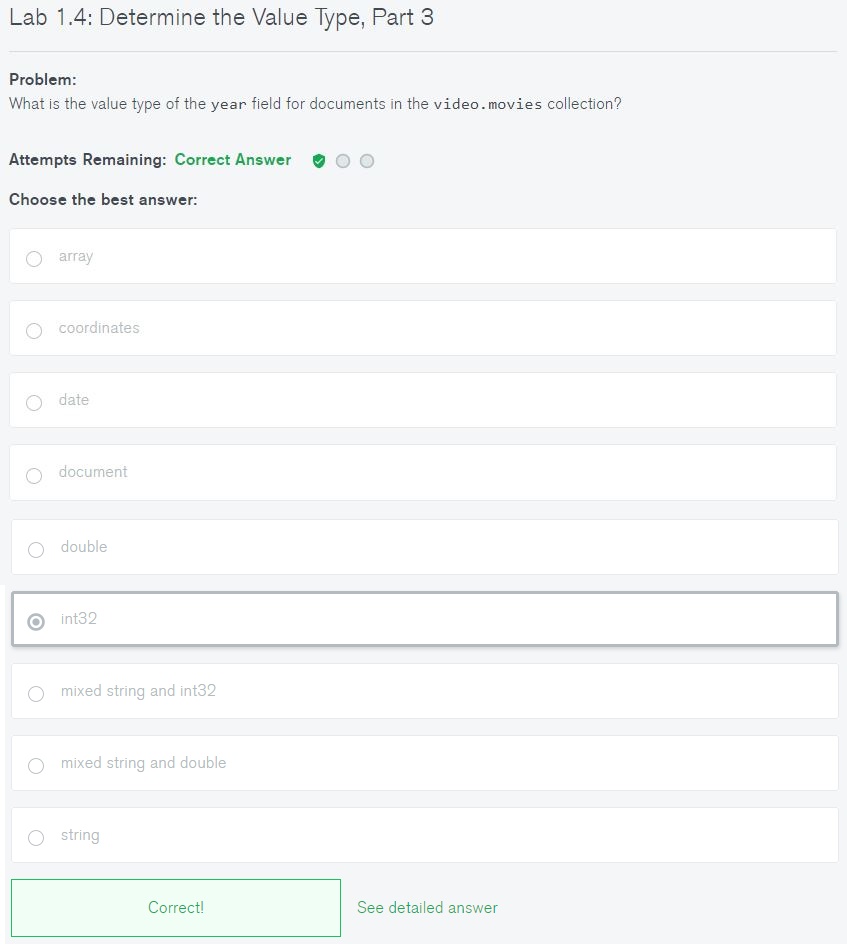 Lab 1.4: Determine the Value Type, Part 3
Problem:
What is the value type of the year field for documents in the video.movies collection?
Attempts Remaining: Correct Answer
Choose the best answer:
array
coordinates
date
document
double
int32
mixed string and int32
mixed string and double
string
Correct! See detailed answer